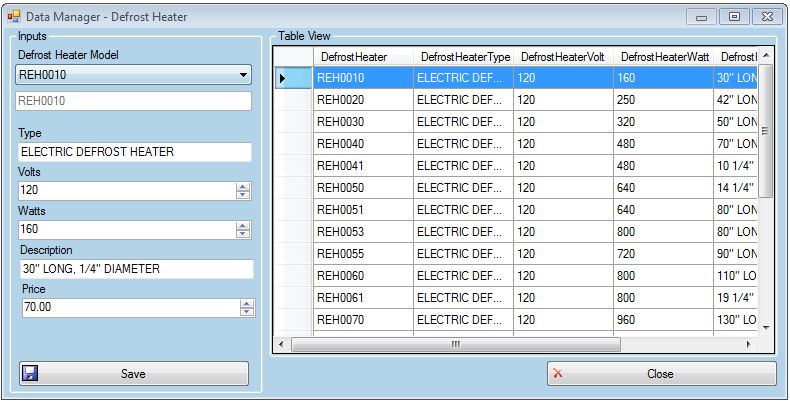 Data Manager - Defrost Heater
Inputs
Defrost Heater Model
REH0010
REH0010
Type
ELECTRIC DEFROST HEATER
Volts
120
Watts
160
Description
30" LONG, 1/4" DIAMETER
Price
70.00
Save
Table View
DefrostHeater DefrostHeaterType DefrostHeaterVolt DefrostHeaterWatt DefrostH
REH0010 ELECTRIC DEF... 120 160 30" LON
REH0020 ELECTRIC DEF... 120 250 42" LON
REH0030 ELECTRIC DEF... 120 320 50" LON
REH0040 ELECTRIC DEF... 120 480 70" LON
REH0041 ELECTRIC DEF... 120 480 10 1/4"
REH0050 ELECTRIC DEF... 120 640 14 1/4"
REH0051 ELECTRIC DEF... 120 640 80" LON
REH0053 ELECTRIC DEF... 120 800 80" LON
REH0055 ELECTRIC DEF... 120 720 90" LON
REH0060 ELECTRIC DEF... 120 800 110" LO
REH0061 ELECTRIC DEF... 120 800 19 1/4"
REH0070 ELECTRIC DEF... 120 960 130" LO
Close